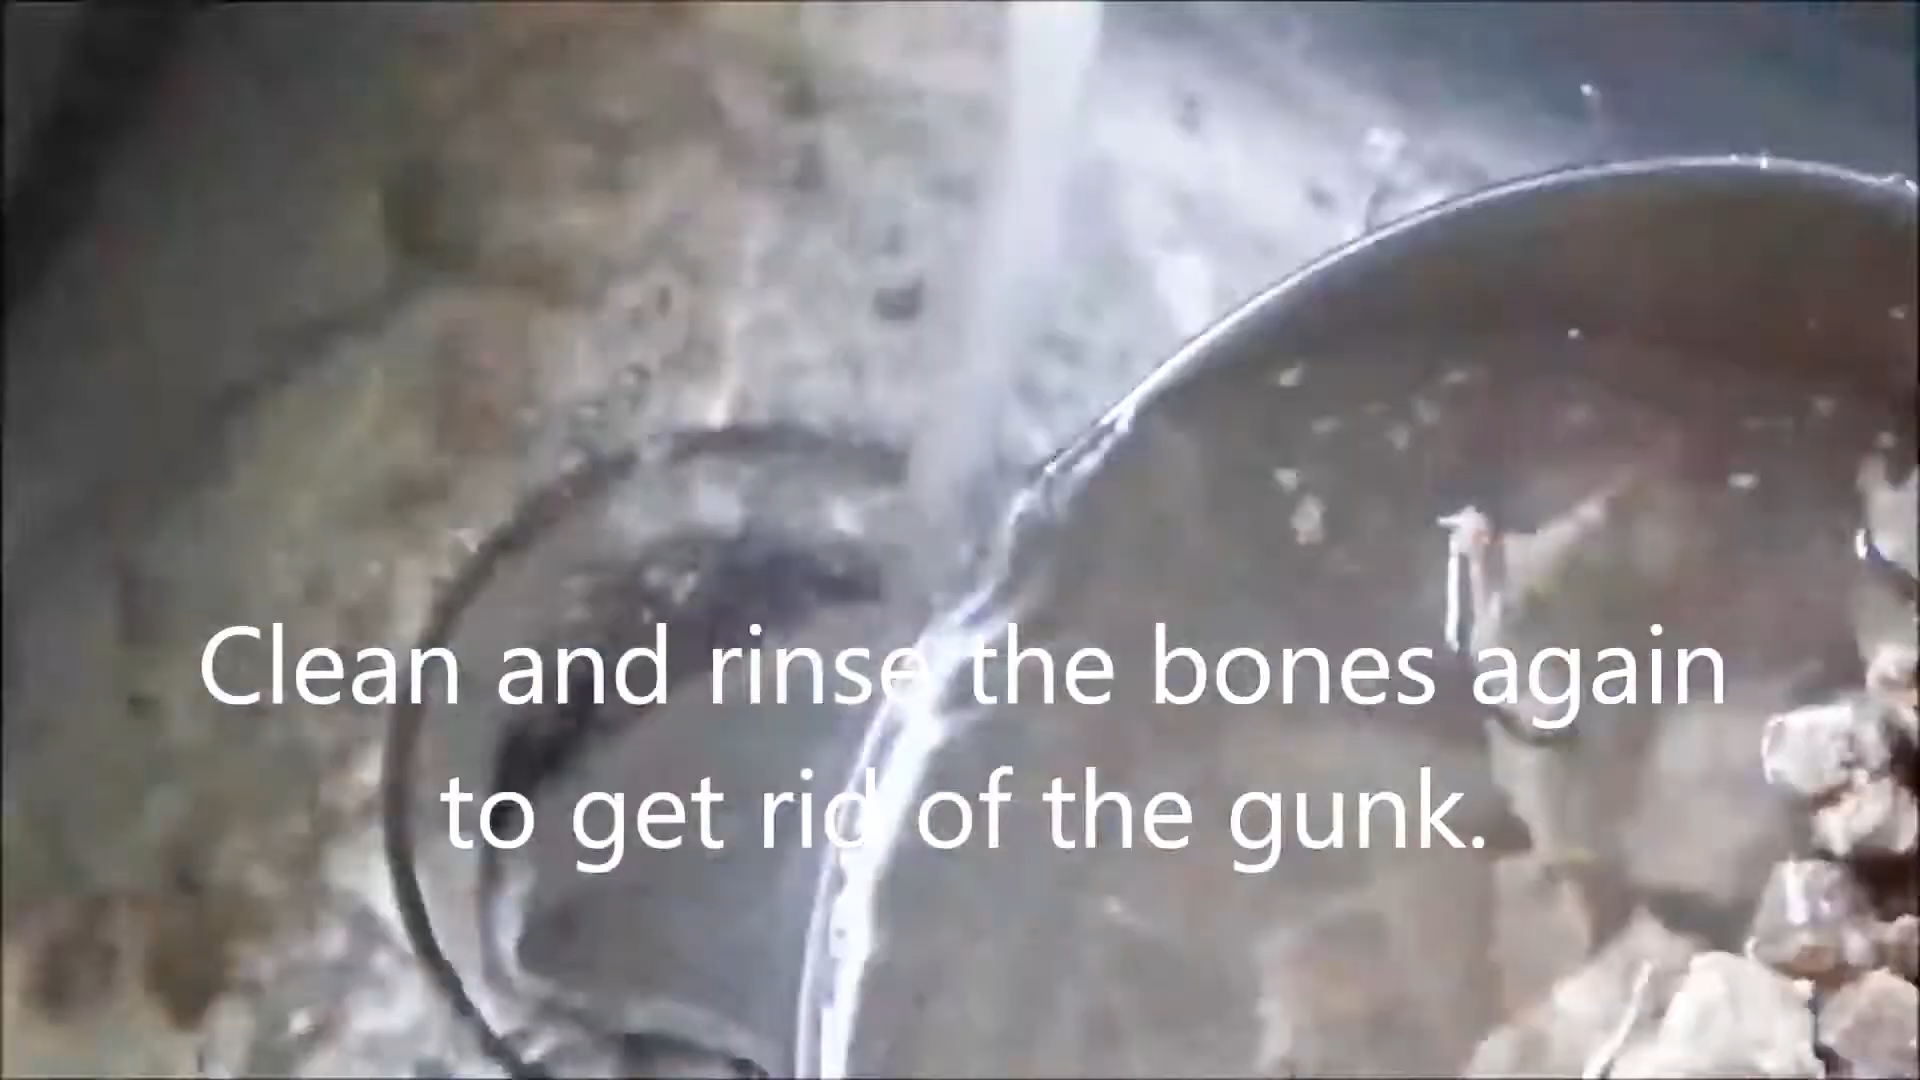 Clean and rinse the bones again
to get rid of the gunk.